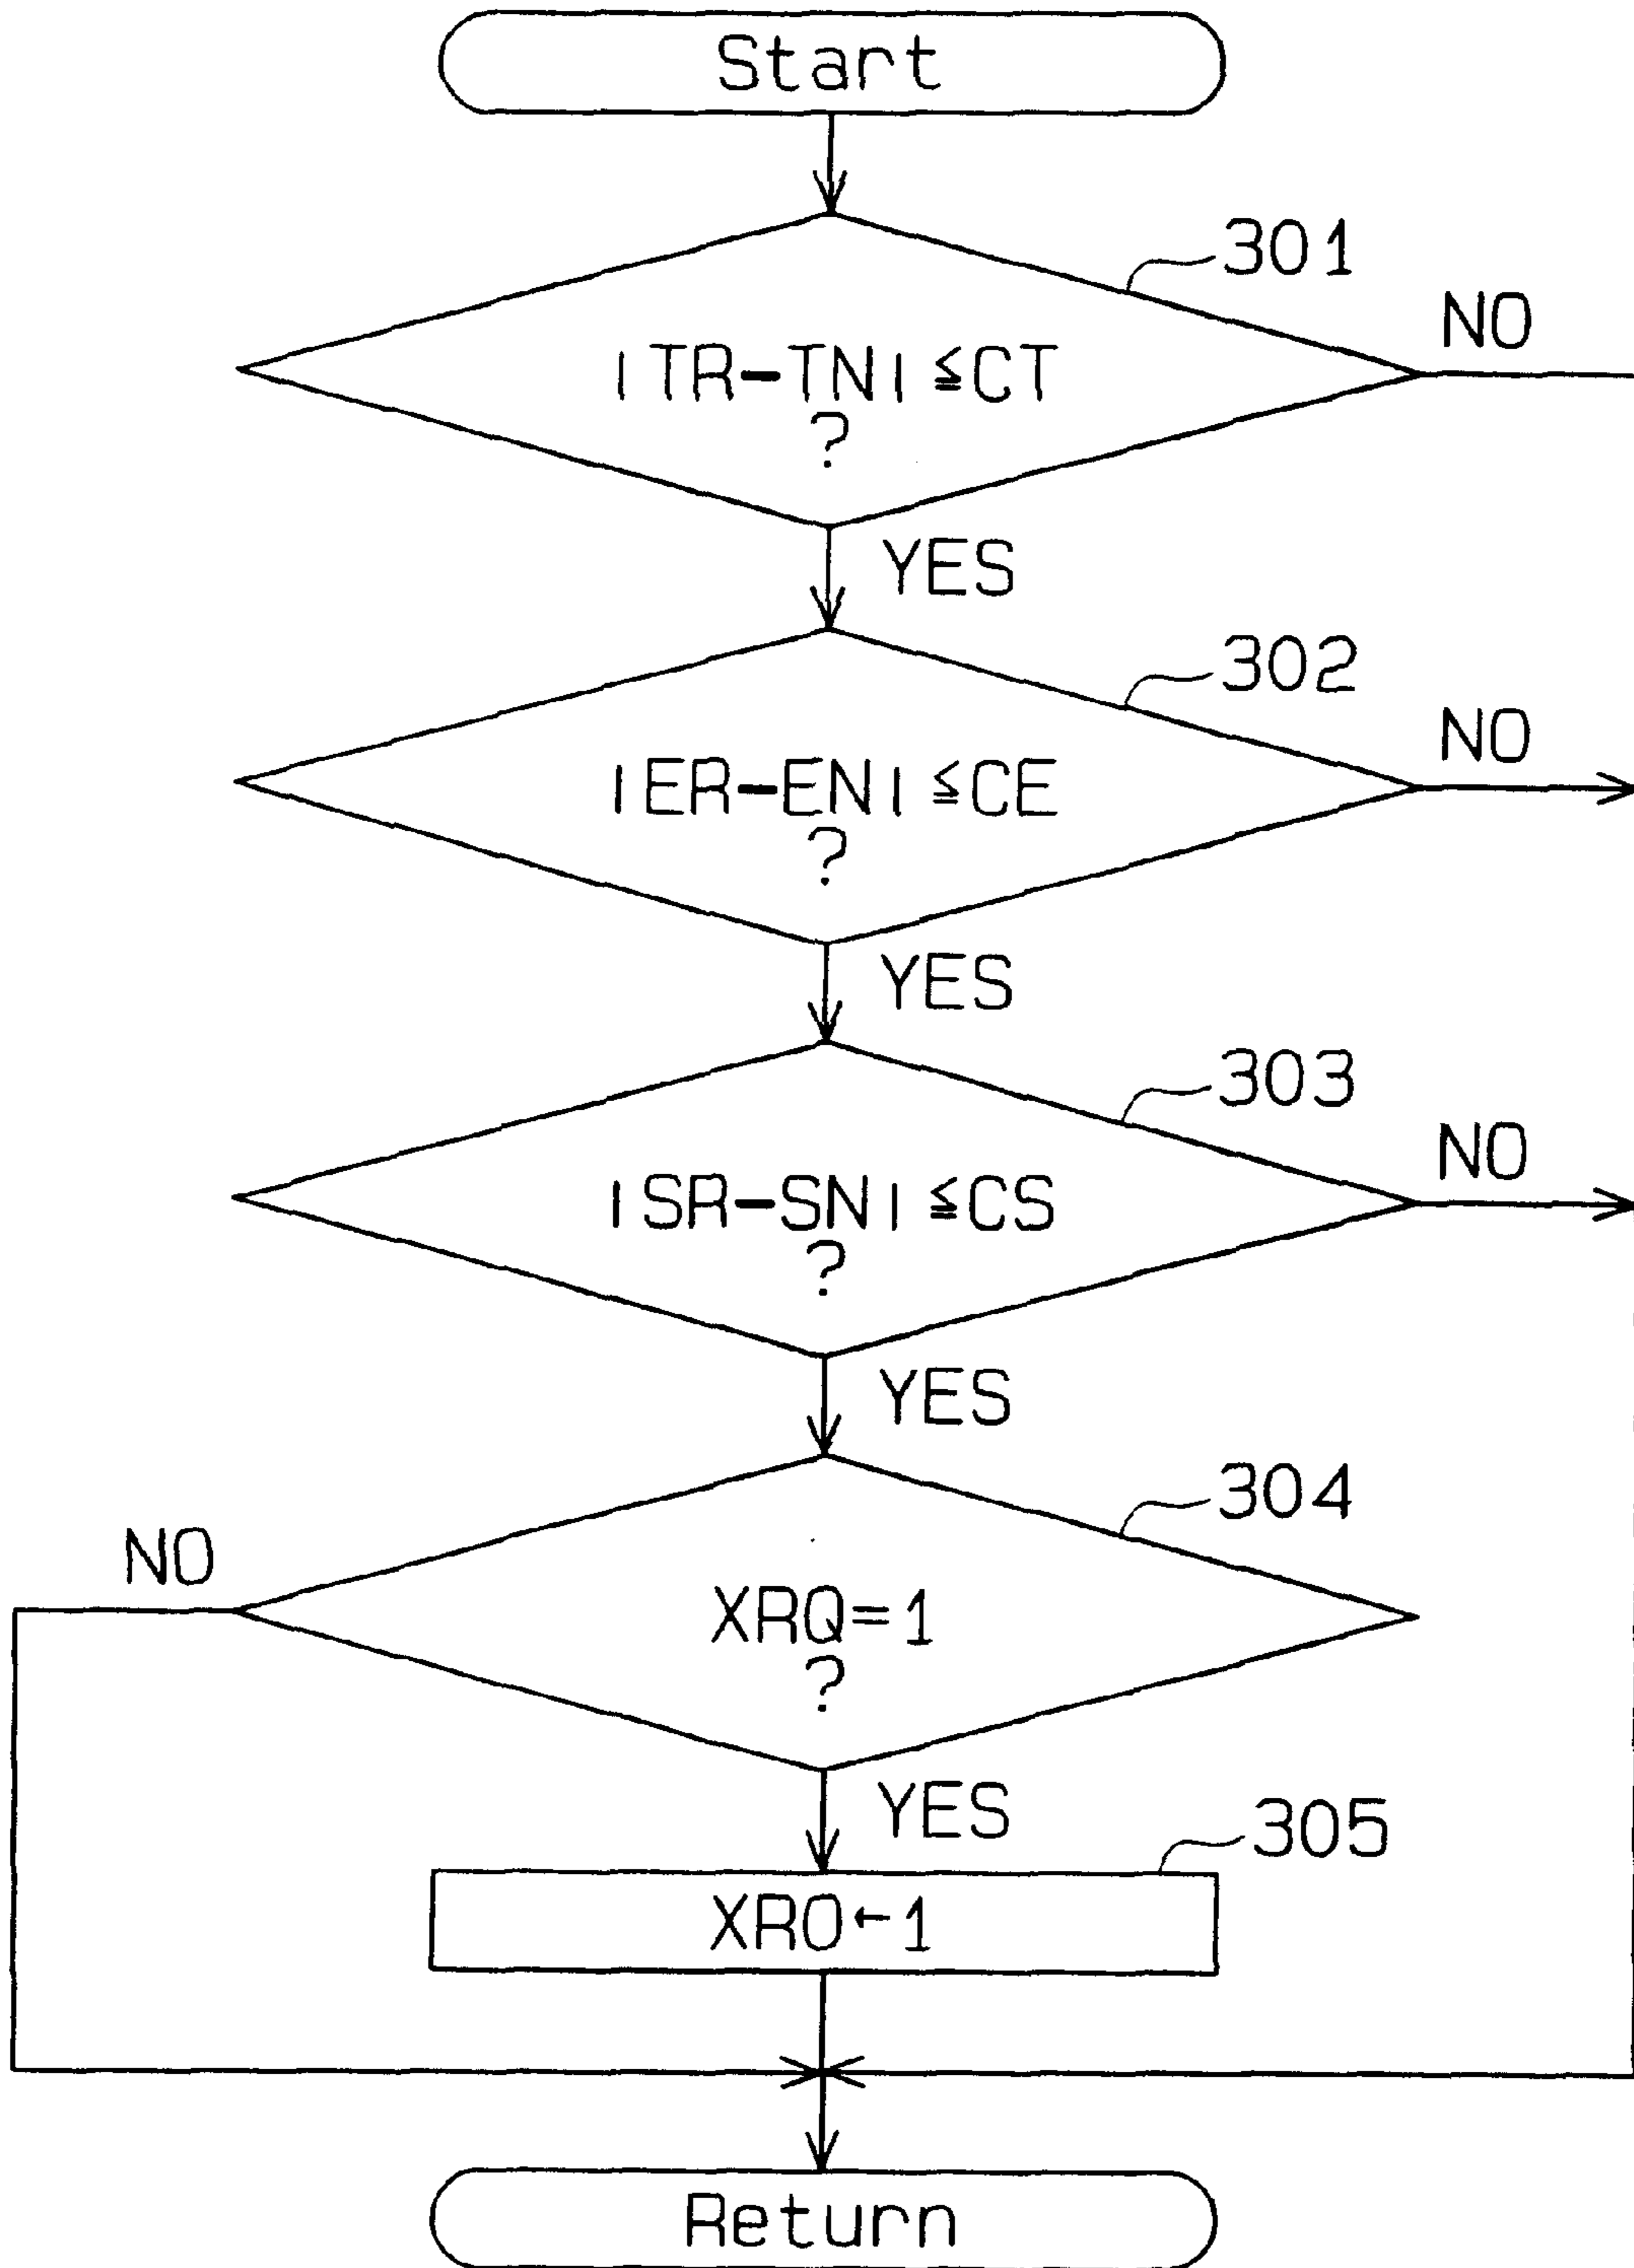 Start
301
|TR-TN|≦CT
?
NO
YES
302
|ER-EN|≦CE
?
NO
YES
303
|SR-SN|≦CS
?
NO
YES
304
NO
XRQ=1
?
YES
305
XRO←1
Return